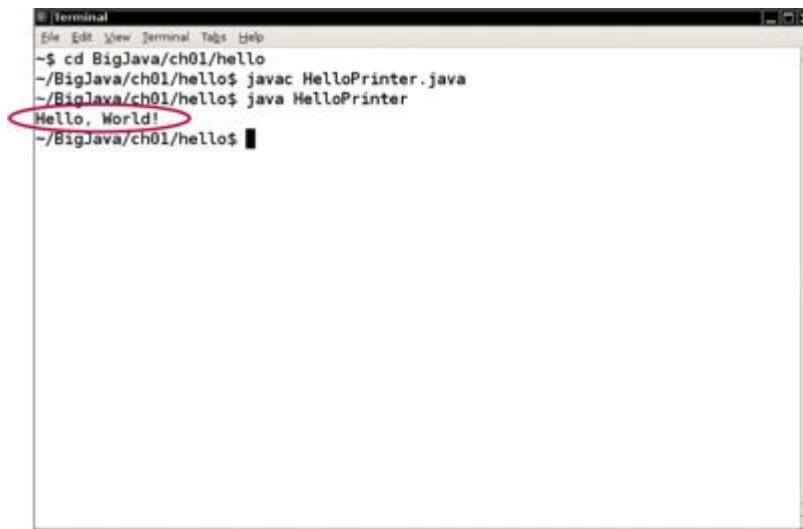 Terminal
File Edit View Terminal Tabs Help
~$ cd BigJava/ch01/hello
~/BigJava/ch01/hello$ javac HelloPrinter.java
~/BigJava/ch01/hello$ java HelloPrinter
Hello, World!
~/BigJava/ch01/hello$